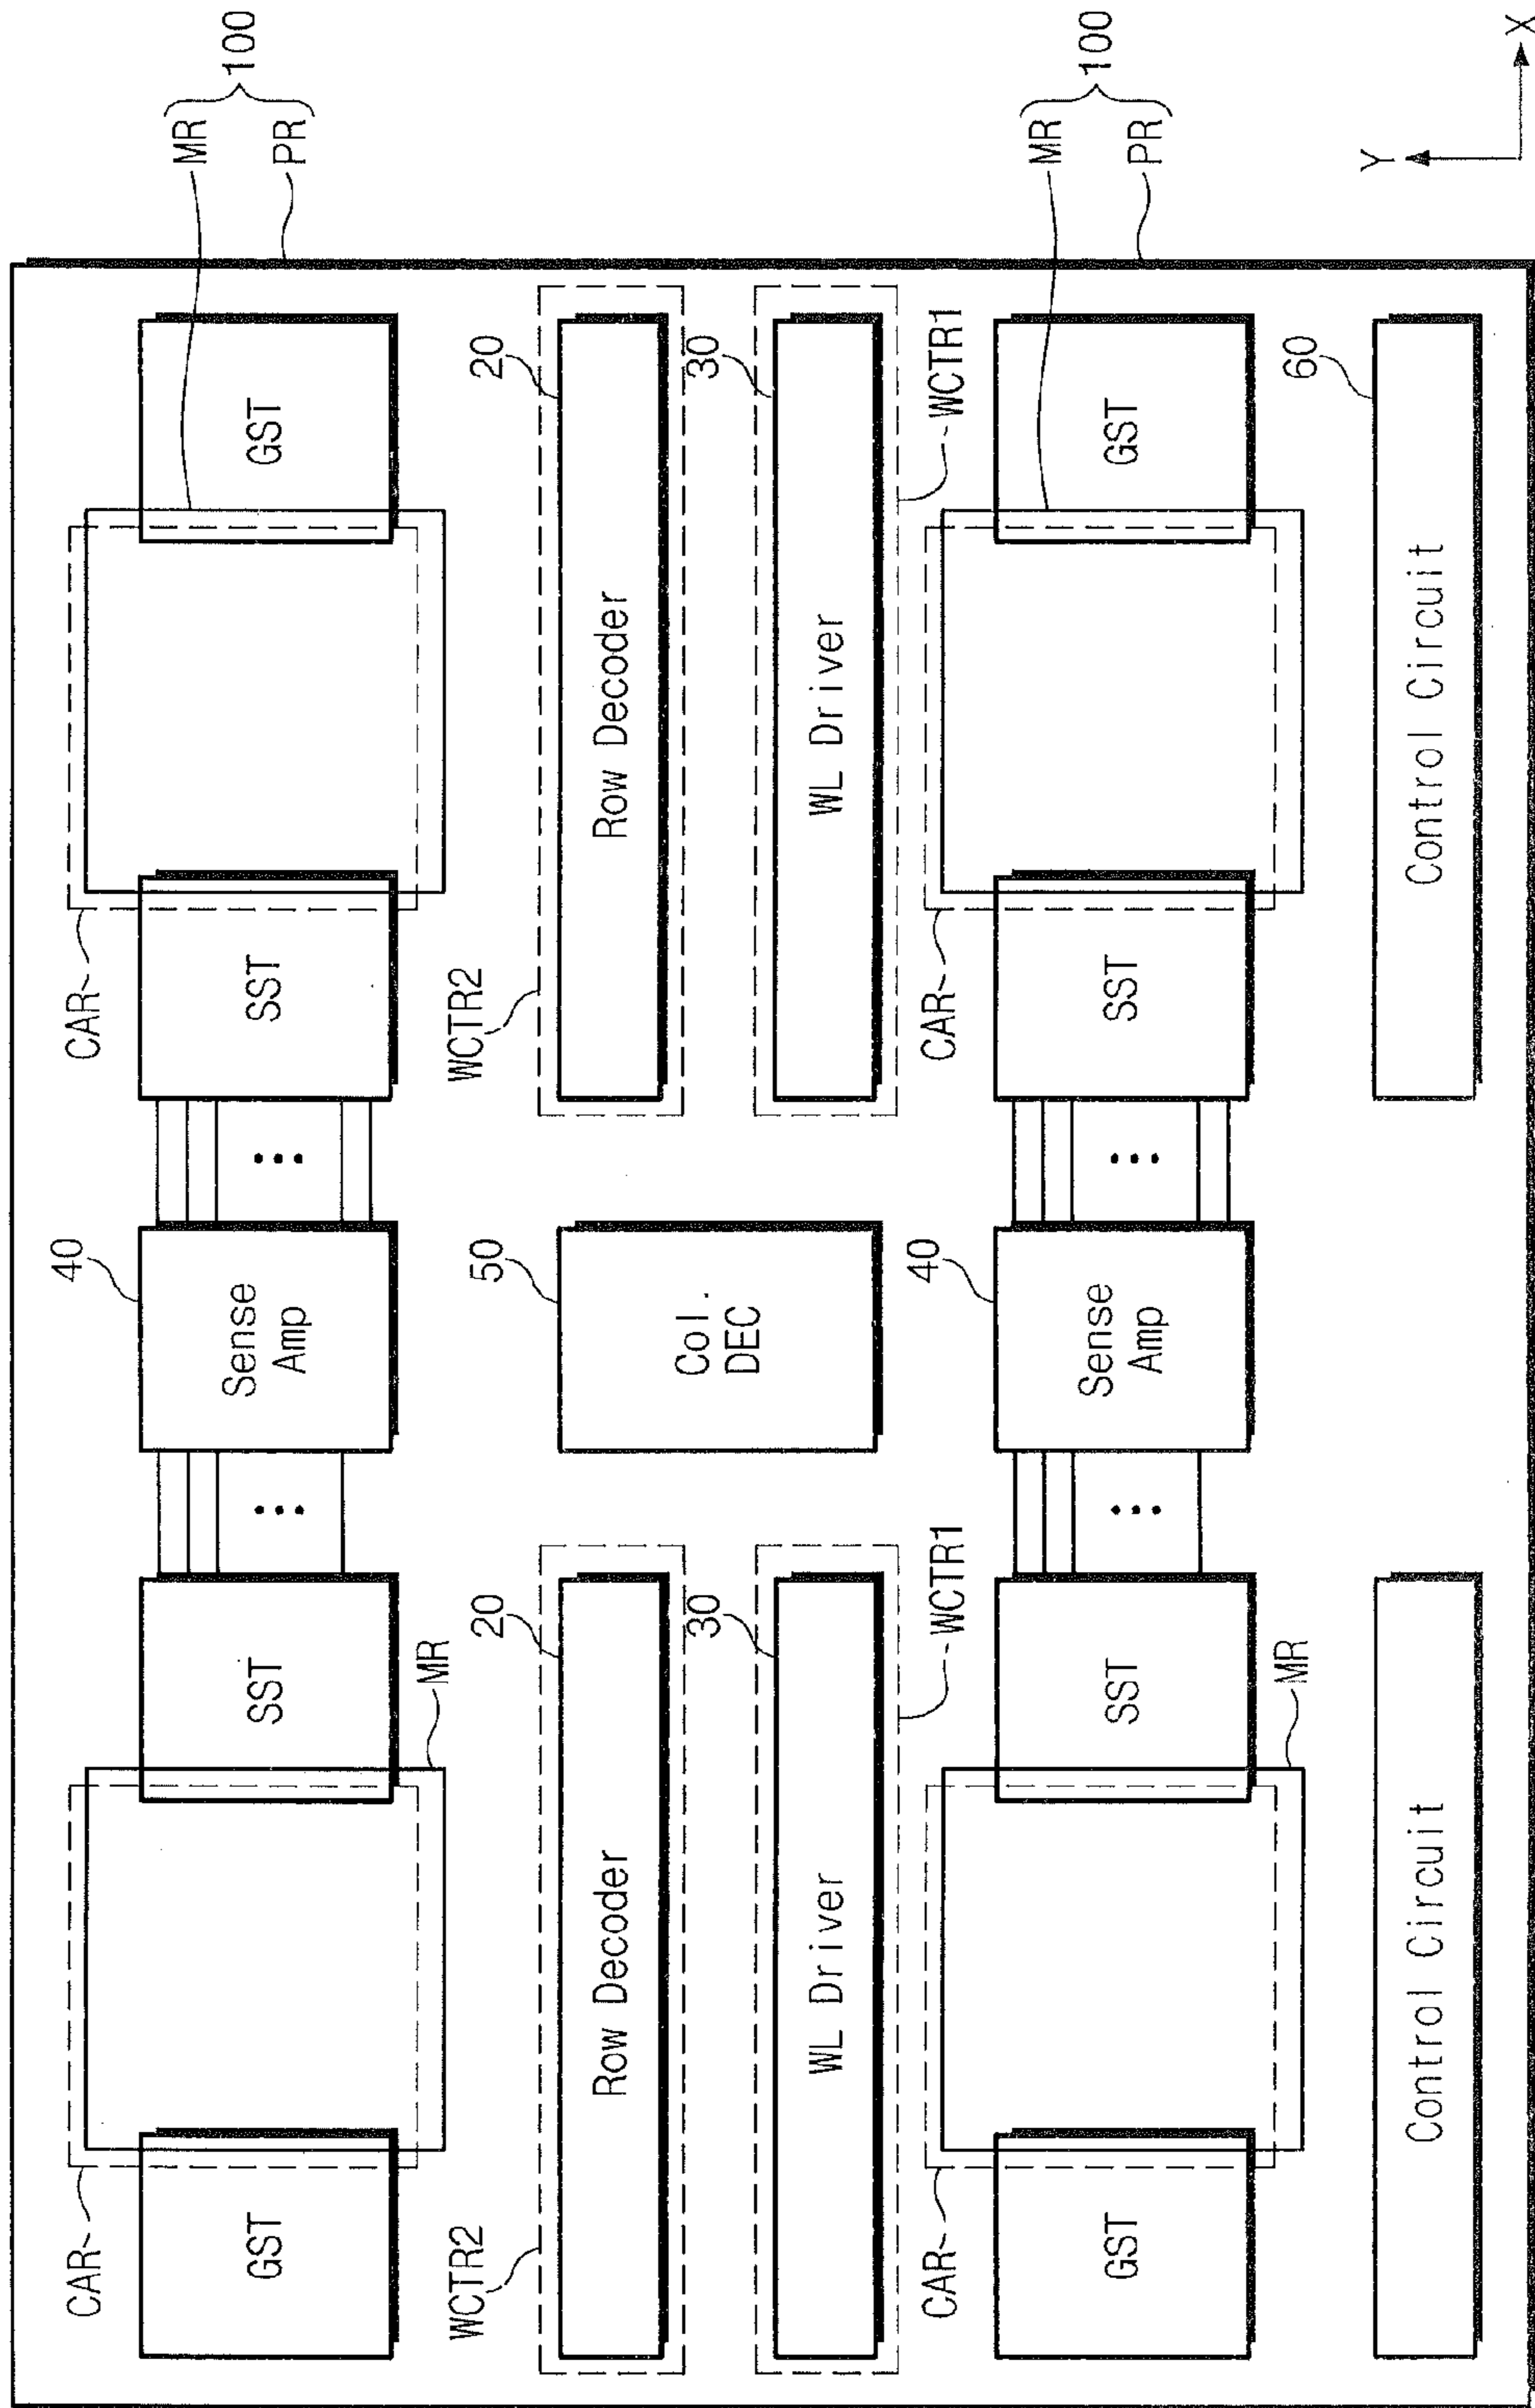 CAR
40
CAR
MR
100
GST
SST
Sense
Amp
SST
GST
PR
MR
WCTR2
20
50
WCTR2
20
Row Decoder
Row Decoder
Col.
DEC
30
30
WL Driver
WL Driver
CAR
WCTR1
40
CAR
WCTR1
MR
100
GST
SST
Sense
Amp
SST
GST
PR
MR
60
Control Circuit
Control Circuit
Y
X